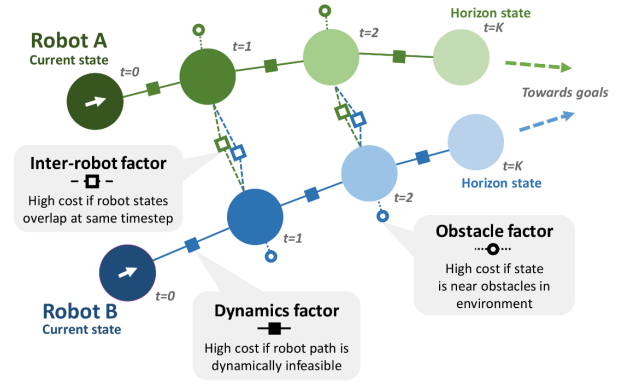 Robot A
Current state
t=0
t=1
t=2
Horizon state
t=K
Towards goals
Inter-robot factor
High cost if robot states
overlap at same timestep
t=K
Horizon state
t=2
t=1
Obstacle factor
High cost if state
is near obstacles in
environment
t=0
Robot B
Current state
Dynamics factor
High cost if robot path is
dynamically infeasible